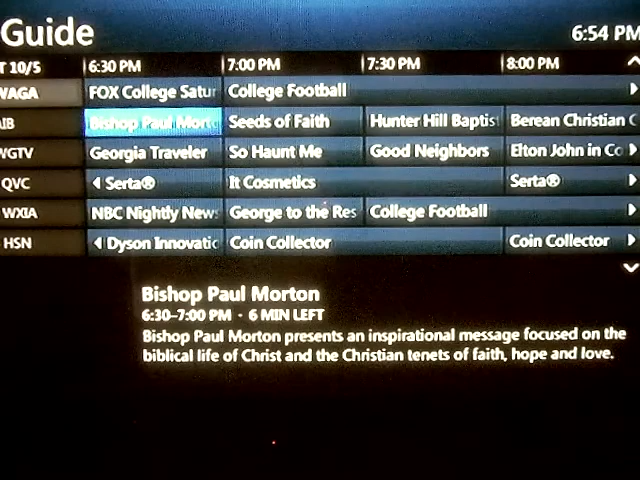 Guide 6:54 PM
T 10/5 6:30 PM 7:00 PM 7:30 PM 8:00 PM
WAGA FOX College Satur College Football
AIB Bishop Paul Mort Seeds of Faith Hunter Hill Baptis Berean Christian C
WGTV Georgia Traveler So Haunt Me Good Neighbors Elton John in Co
QVC Serta® It Cosmetics Serta®
WXIA NBC Nightly New George to the Res College Football
HSN Dyson Innovatic Coin Collector Coin Collector
Bishop Paul Morton
6:30-7:00 PM · 6 MIN LEFT
Bishop Paul Morton presents an inspirational message focused on the
biblical life of Christ and the Christian tenets of faith, hope and love.